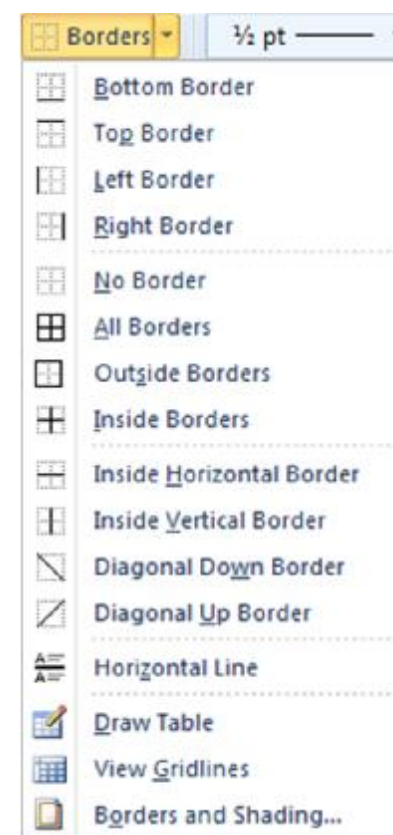 Borders ½ pt
Bottom Border
Top Border
Left Border
Right Border
No Border
All Borders
Outside Borders
Inside Borders
Inside Horizontal Border
Inside Vertical Border
Diagonal Down Border
Diagonal Up Border
Horizontal Line
Draw Table
View Gridlines
Borders and Shading...